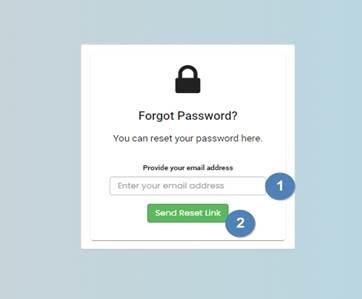 Forgot Password?
You can reset your password here.
Provide your email address
Enter your email address
1
Send Reset Link
2